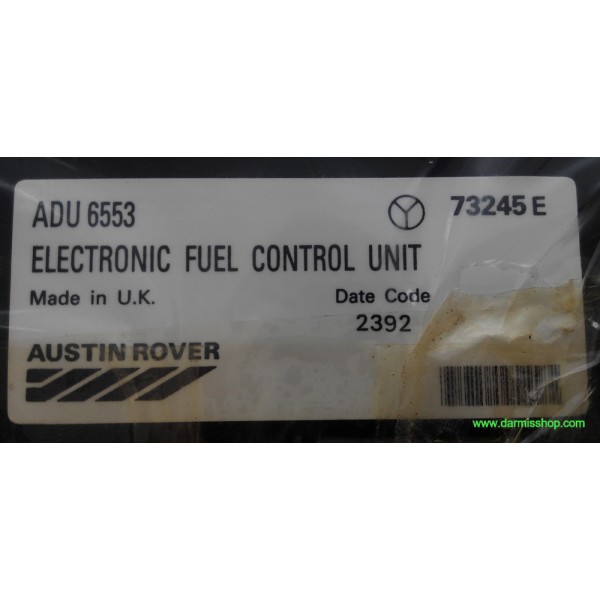 ADU 6553 73245 E
ELECTRONIC FUEL CONTROL UNIT
Made in U.K. Date Code
2392
AUSTIN ROVER
www.darmisshop.com